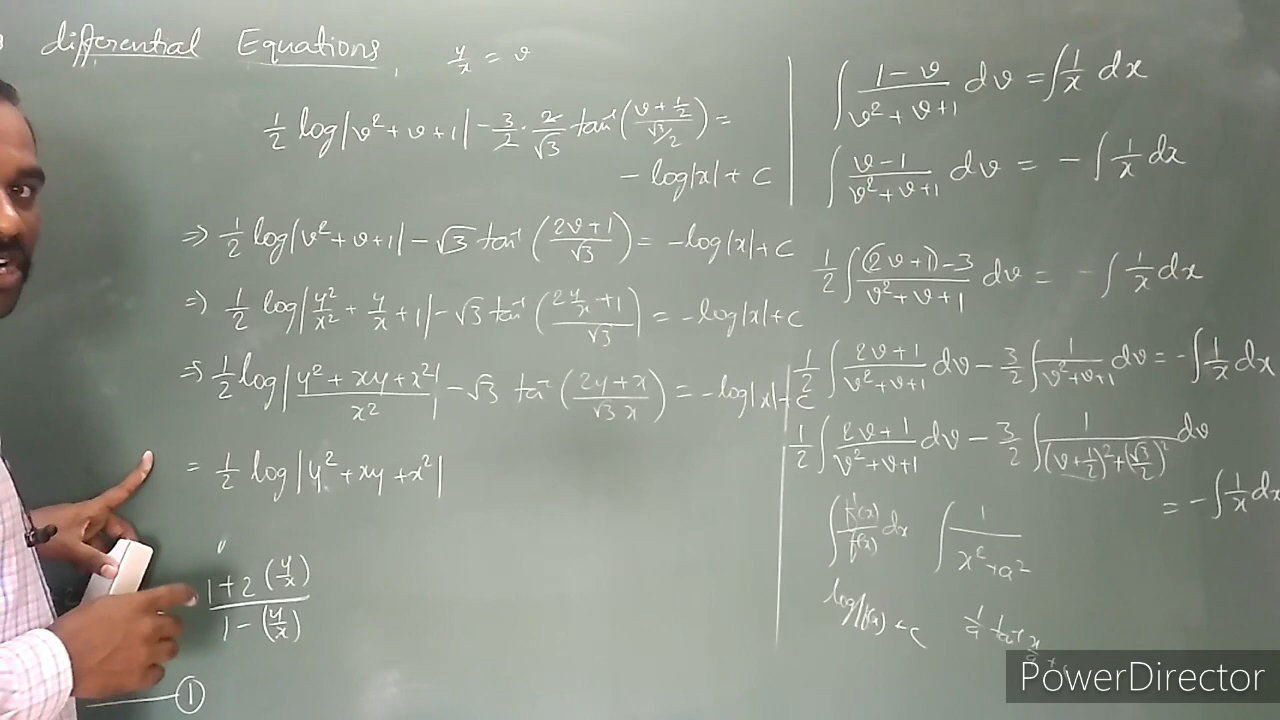 differential Equations, y/x = v
1/2 log|v² + v + 1| - 3/2 · 2/√3 tan⁻¹((v + 1/2)/(√3/2)) =
- log|x| + c
⇒ 1/2 log|v² + v + 1| - √3 tan⁻¹((2v + 1)/√3) = -log|x| + c
⇒ 1/2 log|y²/x² + y/x + 1| - √3 tan⁻¹((2 y/x + 1)/√3) = -log|x| + c
⇒ 1/2 log|(y² + xy + x²)/x²| - √3 tan⁻¹((2y + x)/(√3 x)) = -log|x| + c
= 1/2 log|y² + xy + x²|
(1 + 2(y/x))/(1 - (y/x))
①
∫ (1 - v)/(v² + v + 1) dv = ∫ 1/x dx
∫ (v - 1)/(v² + v + 1) dv = - ∫ 1/x dx
1/2 ∫ ((2v + 1) - 3)/(v² + v + 1) dv = - ∫ 1/x dx
1/2 ∫ (2v + 1)/(v² + v + 1) dv - 3/2 ∫ 1/(v² + v + 1) dv = - ∫ 1/x dx
1/2 ∫ (2v + 1)/(v² + v + 1) dv - 3/2 ∫ 1/((v + 1/2)² + (√3/2)²) dv
= - ∫ 1/x dx
∫ f'(x)/f(x) dx ∫ 1/(x² + a²)
log|f(x)| + c 1/a tan⁻¹ x/a +
PowerDirector